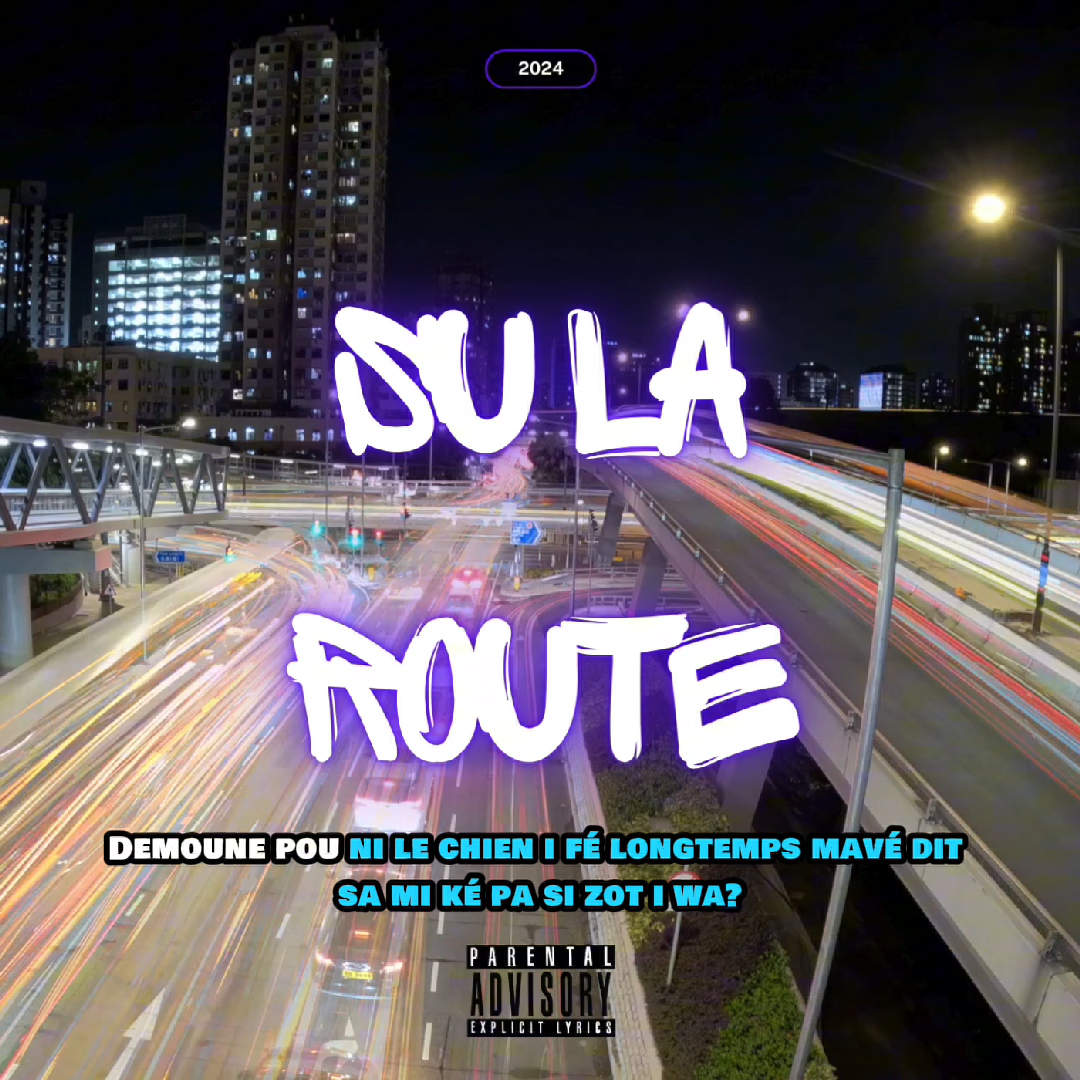 2024
SU LA
ROUTE
DEMOUNE POU NI LE CHIEN I FÉ LONGTEMPS MAVÉ DIT
SA MI KÉ PA SI ZOT I WA?
PARENTAL
ADVISORY
EXPLICIT LYRICS